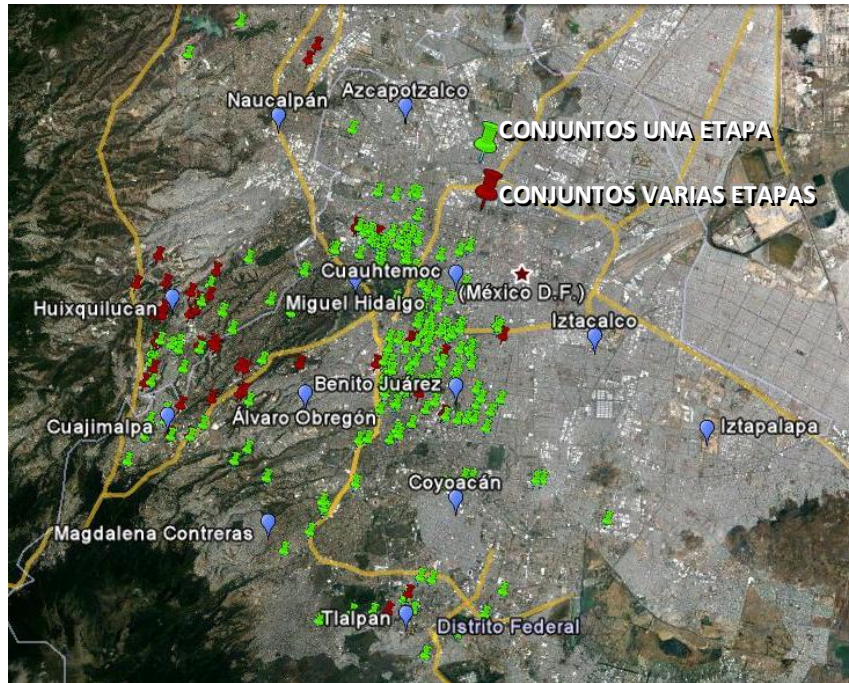 Naucalpán
Azcapotzalco
CONJUNTOS UNA ETAPA
CONJUNTOS VARIAS ETAPAS
Cuauhtemoc
(México D.F.)
Huixquilucan
Miguel Hidalgo
Iztacalco
Benito Juárez
Cuajimalpa
Álvaro Obregón
Iztapalapa
Coyoacán
Magdalena Contreras
Tlalpán
Distrito Federal